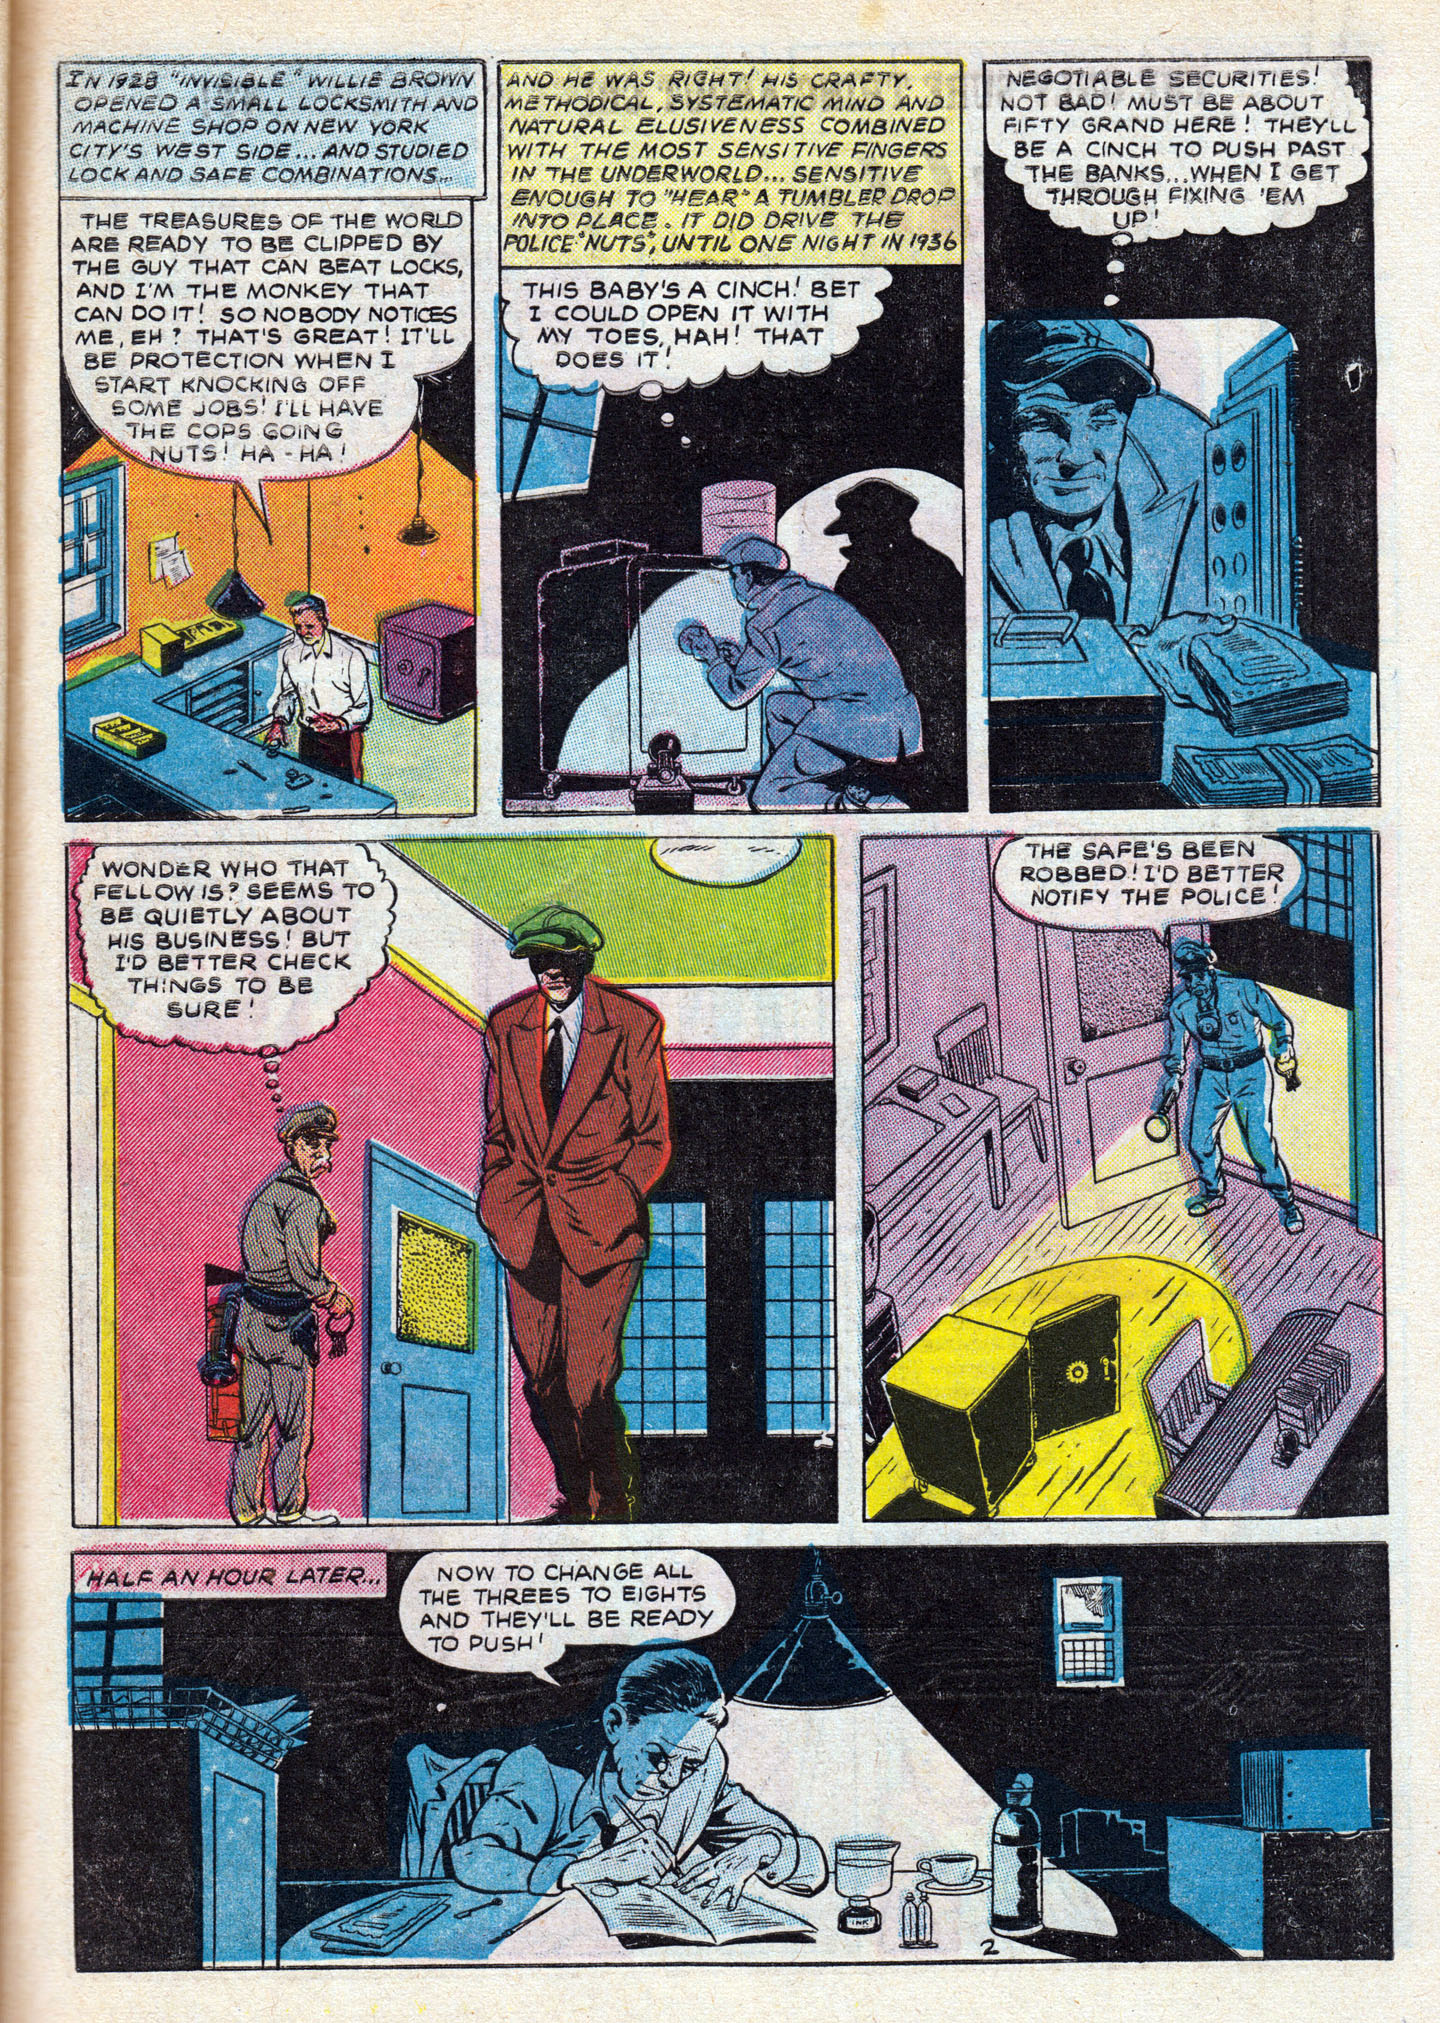 IN 1928 "INVISIBLE" WILLIE BROWN
OPENED A SMALL LOCKSMITH AND
MACHINE SHOP ON NEW YORK
CITY'S WEST SIDE... AND STUDIED
LOCK AND SAFE COMBINATIONS...
THE TREASURES OF THE WORLD
ARE READY TO BE CLIPPED BY
THE GUY THAT CAN BEAT LOCKS,
AND I'M THE MONKEY THAT
CAN DO IT! SO NOBODY NOTICES
ME, EH? THAT'S GREAT! IT'LL
BE PROTECTION WHEN I
START KNOCKING OFF
SOME JOBS! I'LL HAVE
THE COPS GOING
NUTS! HA-HA!
AND HE WAS RIGHT! HIS CRAFTY,
METHODICAL, SYSTEMATIC MIND AND
NATURAL ELUSIVENESS COMBINED
WITH THE MOST SENSITIVE FINGERS
IN THE UNDERWORLD... SENSITIVE
ENOUGH TO "HEAR" A TUMBLER DROP
INTO PLACE. IT DID DRIVE THE
POLICE "NUTS", UNTIL ONE NIGHT IN 1936
THIS BABY'S A CINCH! BET
I COULD OPEN IT WITH
MY TOES, HAH! THAT
DOES IT!
NEGOTIABLE SECURITIES!
NOT BAD! MUST BE ABOUT
FIFTY GRAND HERE! THEY'LL
BE A CINCH TO PUSH PAST
THE BANKS... WHEN I GET
THROUGH FIXING 'EM
UP!
WONDER WHO THAT
FELLOW IS? SEEMS TO
BE QUIETLY ABOUT
HIS BUSINESS! BUT
I'D BETTER CHECK
THINGS TO BE
SURE!
THE SAFE'S BEEN
ROBBED! I'D BETTER
NOTIFY THE POLICE!
HALF AN HOUR LATER...
NOW TO CHANGE ALL
THE THREES TO EIGHTS
AND THEY'LL BE READY
TO PUSH!
INK
2